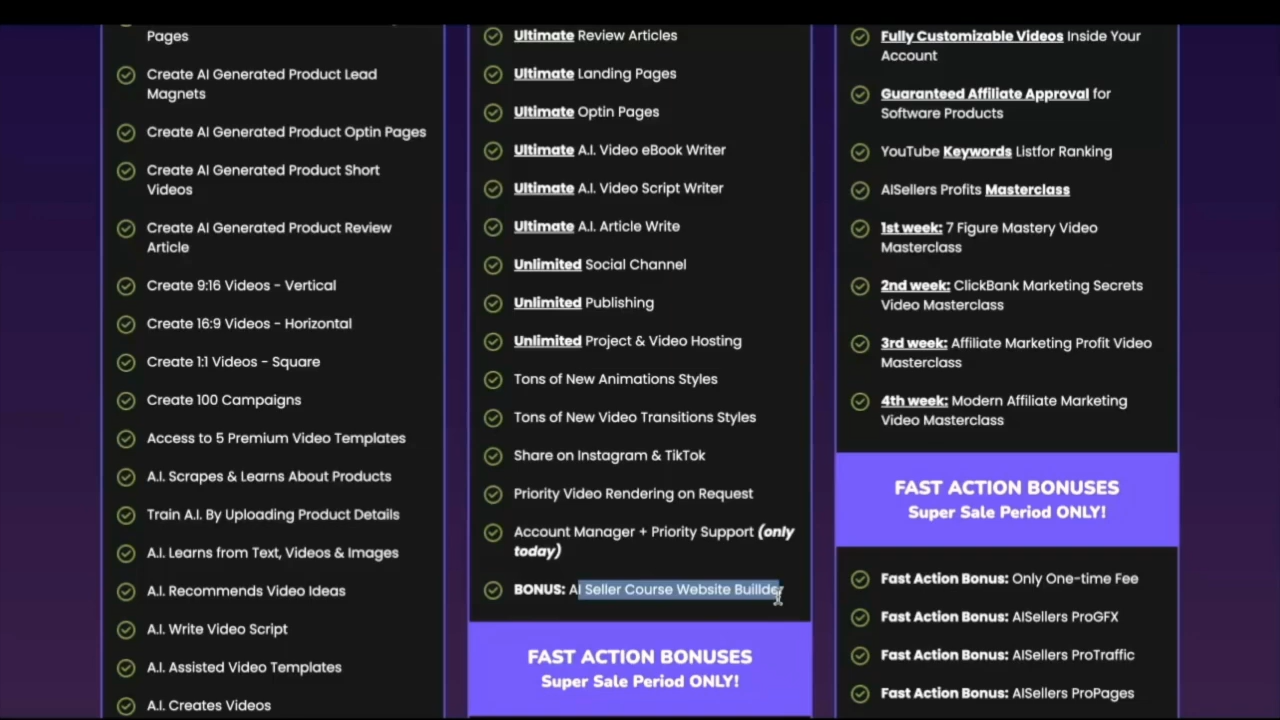 Pages
Create AI Generated Product Lead
Magnets
Create AI Generated Product Optin Pages
Create AI Generated Product Short
Videos
Create AI Generated Product Review
Article
Create 9:16 Videos - Vertical
Create 16:9 Videos - Horizontal
Create 1:1 Videos - Square
Create 100 Campaigns
Access to 5 Premium Video Templates
A.I. Scrapes & Learns About Products
Train A.I. By Uploading Product Details
A.I. Learns from Text, Videos & Images
A.I. Recommends Video Ideas
A.I. Write Video Script
A.I. Assisted Video Templates
A.I. Creates Videos
Ultimate Review Articles
Ultimate Landing Pages
Ultimate Optin Pages
Ultimate A.I. Video eBook Writer
Ultimate A.I. Video Script Writer
Ultimate A.I. Article Write
Unlimited Social Channel
Unlimited Publishing
Unlimited Project & Video Hosting
Tons of New Animations Styles
Tons of New Video Transitions Styles
Share on Instagram & TikTok
Priority Video Rendering on Request
Account Manager + Priority Support (only
today)
BONUS: AI Seller Course Website Buillder
FAST ACTION BONUSES
Super Sale Period ONLY!
Fully Customizable Videos Inside Your
Account
Guaranteed Affiliate Approval for
Software Products
YouTube Keywords Listfor Ranking
AISellers Profits Masterclass
1st week: 7 Figure Mastery Video
Masterclass
2nd week: ClickBank Marketing Secrets
Video Masterclass
3rd week: Affiliate Marketing Profit Video
Masterclass
4th week: Modern Affiliate Marketing
Video Masterclass
FAST ACTION BONUSES
Super Sale Period ONLY!
Fast Action Bonus: Only One-time Fee
Fast Action Bonus: AISellers ProGFX
Fast Action Bonus: AISellers ProTraffic
Fast Action Bonus: AISellers ProPages